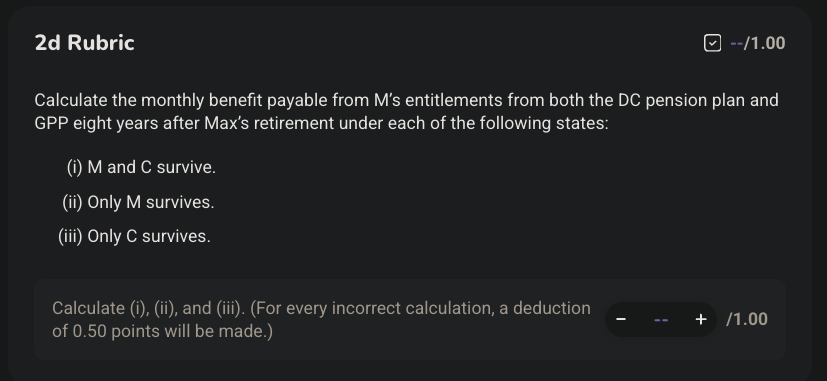 2d Rubric
--/1.00
Calculate the monthly benefit payable from M’s entitlements from both the DC pension plan and
GPP eight years after Max’s retirement under each of the following states:
(i) M and C survive.
(ii) Only M survives.
(iii) Only C survives.
Calculate (i), (ii), and (iii). (For every incorrect calculation, a deduction
of 0.50 points will be made.)
− -- + /1.00